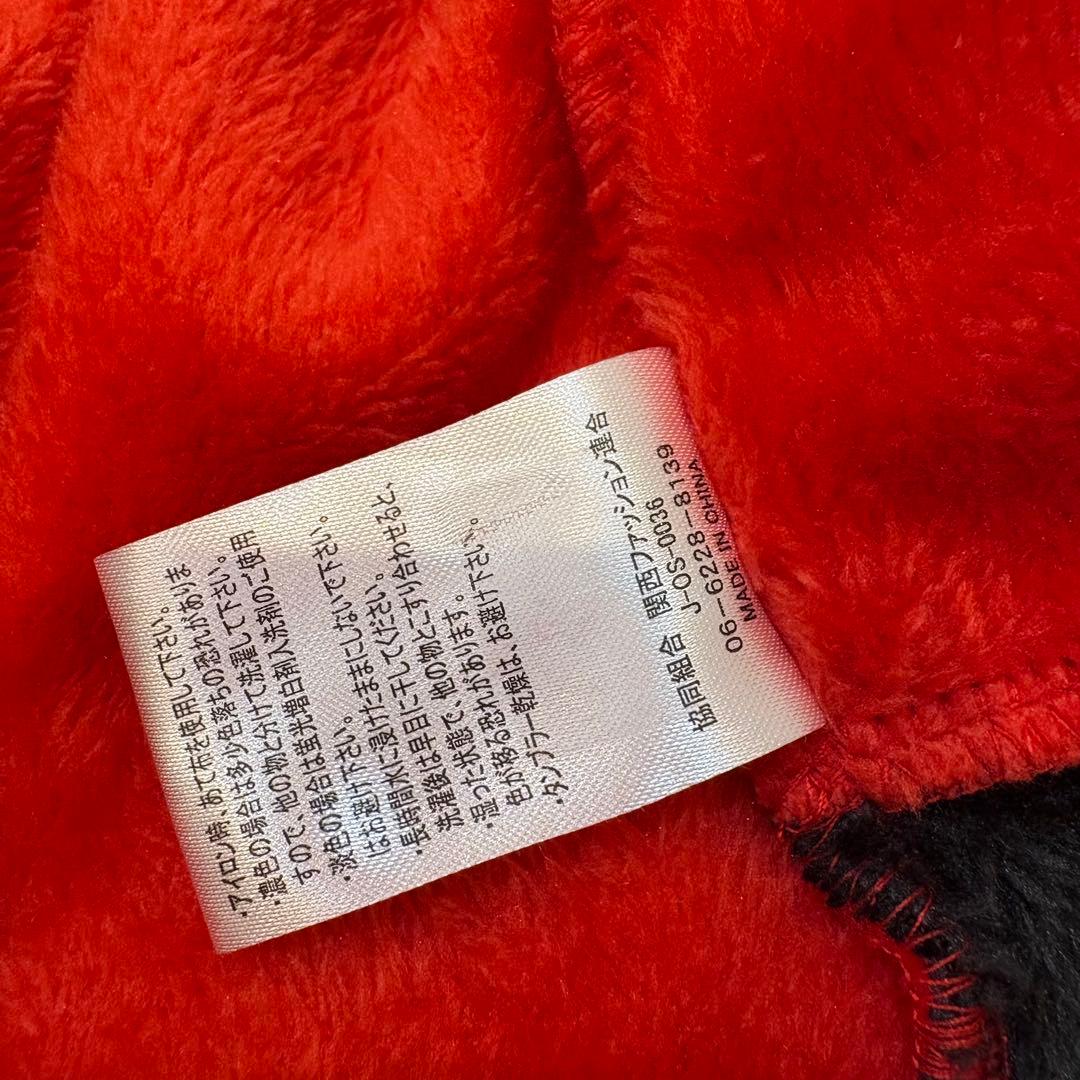 ・アイロン時、あて布を使用して下さい。
・濃色の場合は多少色落ちの恐れがありま
すので、他の物と分けて洗濯して下さい。
・淡色の場合は蛍光増白剤入洗剤のご使用
はお避け下さい。
・長時間水に浸けたままにしないで下さい。
洗濯後は早目に干してください。
・湿った状態で、他の物とこすり合わせると、
色が移る恐れがあります。
・タンブラー乾燥は、お避け下さい。
協同組合 関西ファッション連合
J-OS-0036
06-6228-8139
MADE IN CHINA